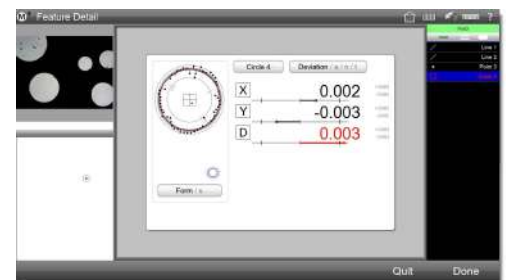 Feature Detail
?
Circle 4
Deviation / a / n / t
X 0.002
Y -0.003
D 0.003
Form / s
Line 1
Line 2
Point 3
Quit Done